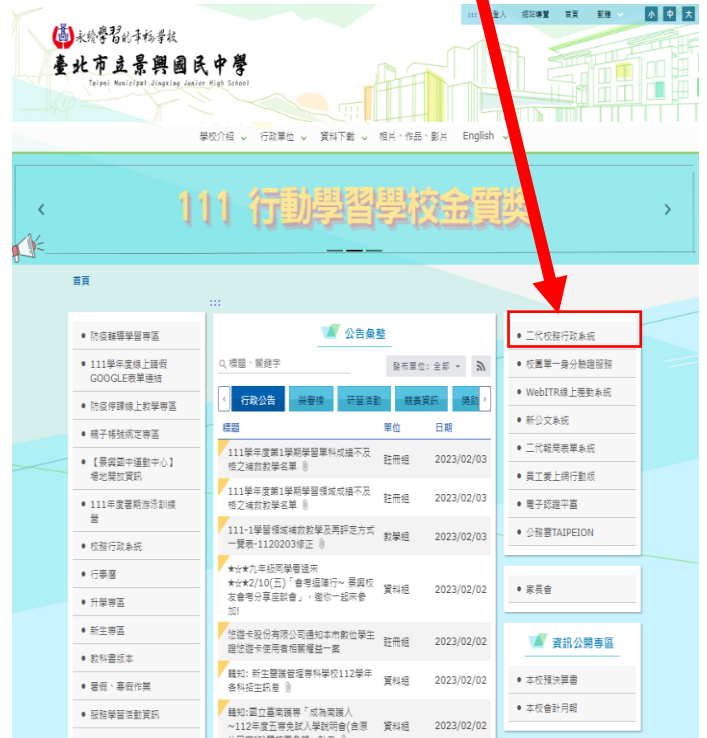 :::
登入 網站導覽 首頁 繁體
小 中 大
永續學習的幸福學校
臺北市立景興國民中學
Taipei Municipal Jingxing Junior High School
學校介紹 行政單位 資料下載 相片、作品、影片 English
111 行動學習學校金質獎
首頁
:::
防疫輔導學習專區
111學年度線上請假
GOOGLE表單連結
防疫停課線上教學專區
親子帳號綁定專區
【景興國中運動中心】
場地開放資訊
111年度暑期游泳訓練
營
校務行政系統
行事曆
升學專區
新生專區
教科書版本
暑假、寒假作業
服務學習活動資訊
公告彙整
標題、關鍵字
發布單位: 全部
行政公告 榮譽榜 研習活動 競賽資訊 獎助
標題 單位 日期
111學年度第1學期學習單科成績不及
格之補救教學名單
註冊組 2023/02/03
111學年度第1學期學習領域成績不及
格之補救教學名單
註冊組 2023/02/03
111-1學習領域補救教學及再評定方式
一覽表-1120203修正
教學組 2023/02/03
★☆★九年級同學看過來
★☆★2/10(五)「會考逗陣行~ 景興校
友會考分享座談會」，邀你一起來參
加!
資料組 2023/02/02
悠遊卡股份有限公司通知本市數位學生
證悠遊卡使用者相關權益一案
註冊組 2023/02/02
轉知: 新生醫護管理專科學校112學年
各科招生訊息
資料組 2023/02/02
轉知:國立臺南護專「成為南護人
~112年度五專免試入學說明會(含原
資料組 2023/02/02
二代校務行政系統
校園單一身分驗證服務
WebITR線上差勤系統
新公文系統
二代報局表單系統
員工愛上網行動版
電子認證平臺
公務雲TAIPEION
家長會
資訊公開專區
本校預決算書
本校會計月報